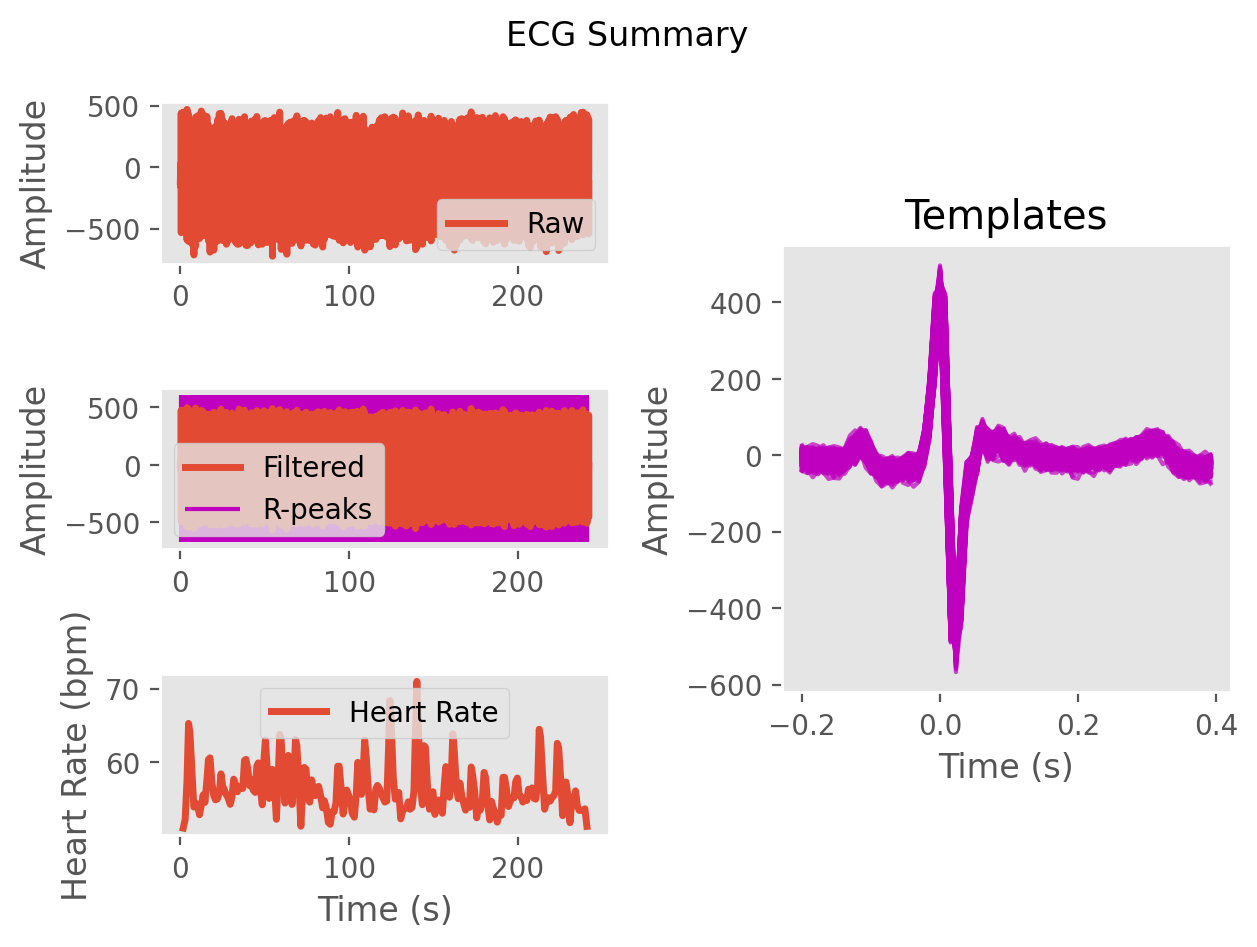 ECG Summary
Amplitude
500
0
−500
Raw
0 100 200
Amplitude
500
0
−500
Filtered
R-peaks
0 100 200
Heart Rate (bpm)
70
60
Heart Rate
0 100 200
Time (s)
Templates
Amplitude
400
200
0
−200
−400
−600
−0.2 0.0 0.2 0.4
Time (s)